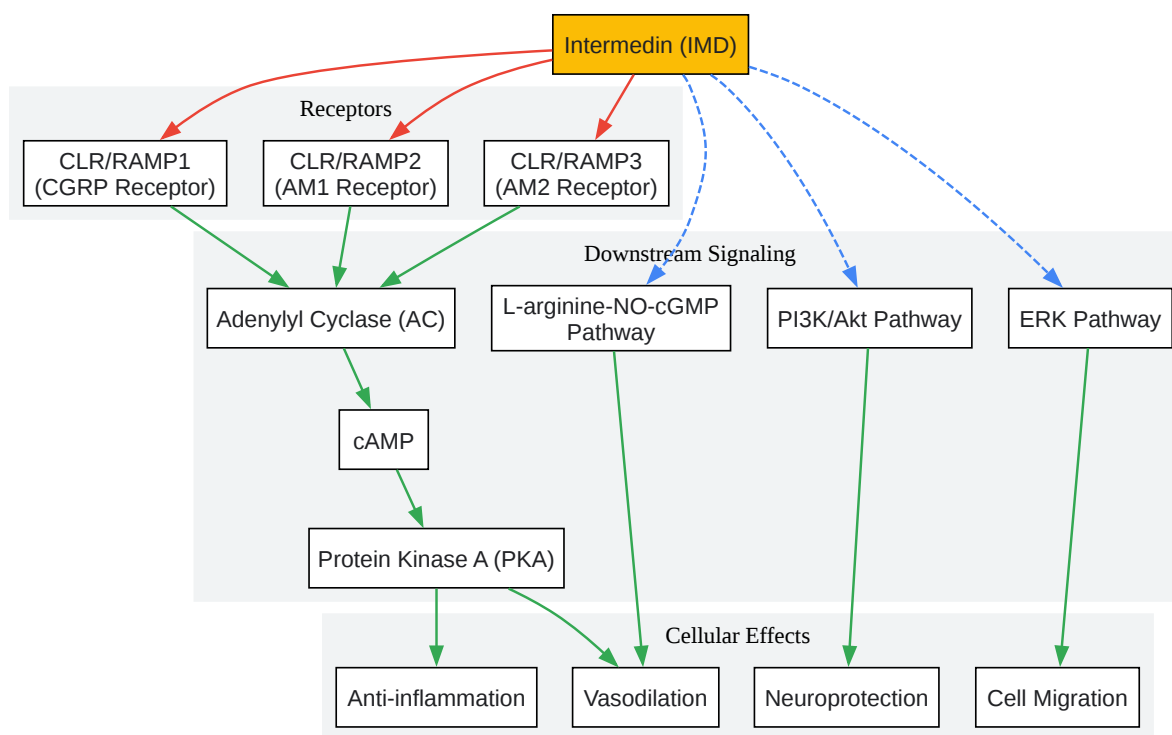 Intermedin (IMD)
Receptors
CLR/RAMP1
(CGRP Receptor)
CLR/RAMP2
(AM1 Receptor)
CLR/RAMP3
(AM2 Receptor)
Downstream Signaling
Adenylyl Cyclase (AC)
L-arginine-NO-cGMP
Pathway
PI3K/Akt Pathway
ERK Pathway
cAMP
Protein Kinase A (PKA)
Cellular Effects
Anti-inflammation
Vasodilation
Neuroprotection
Cell Migration